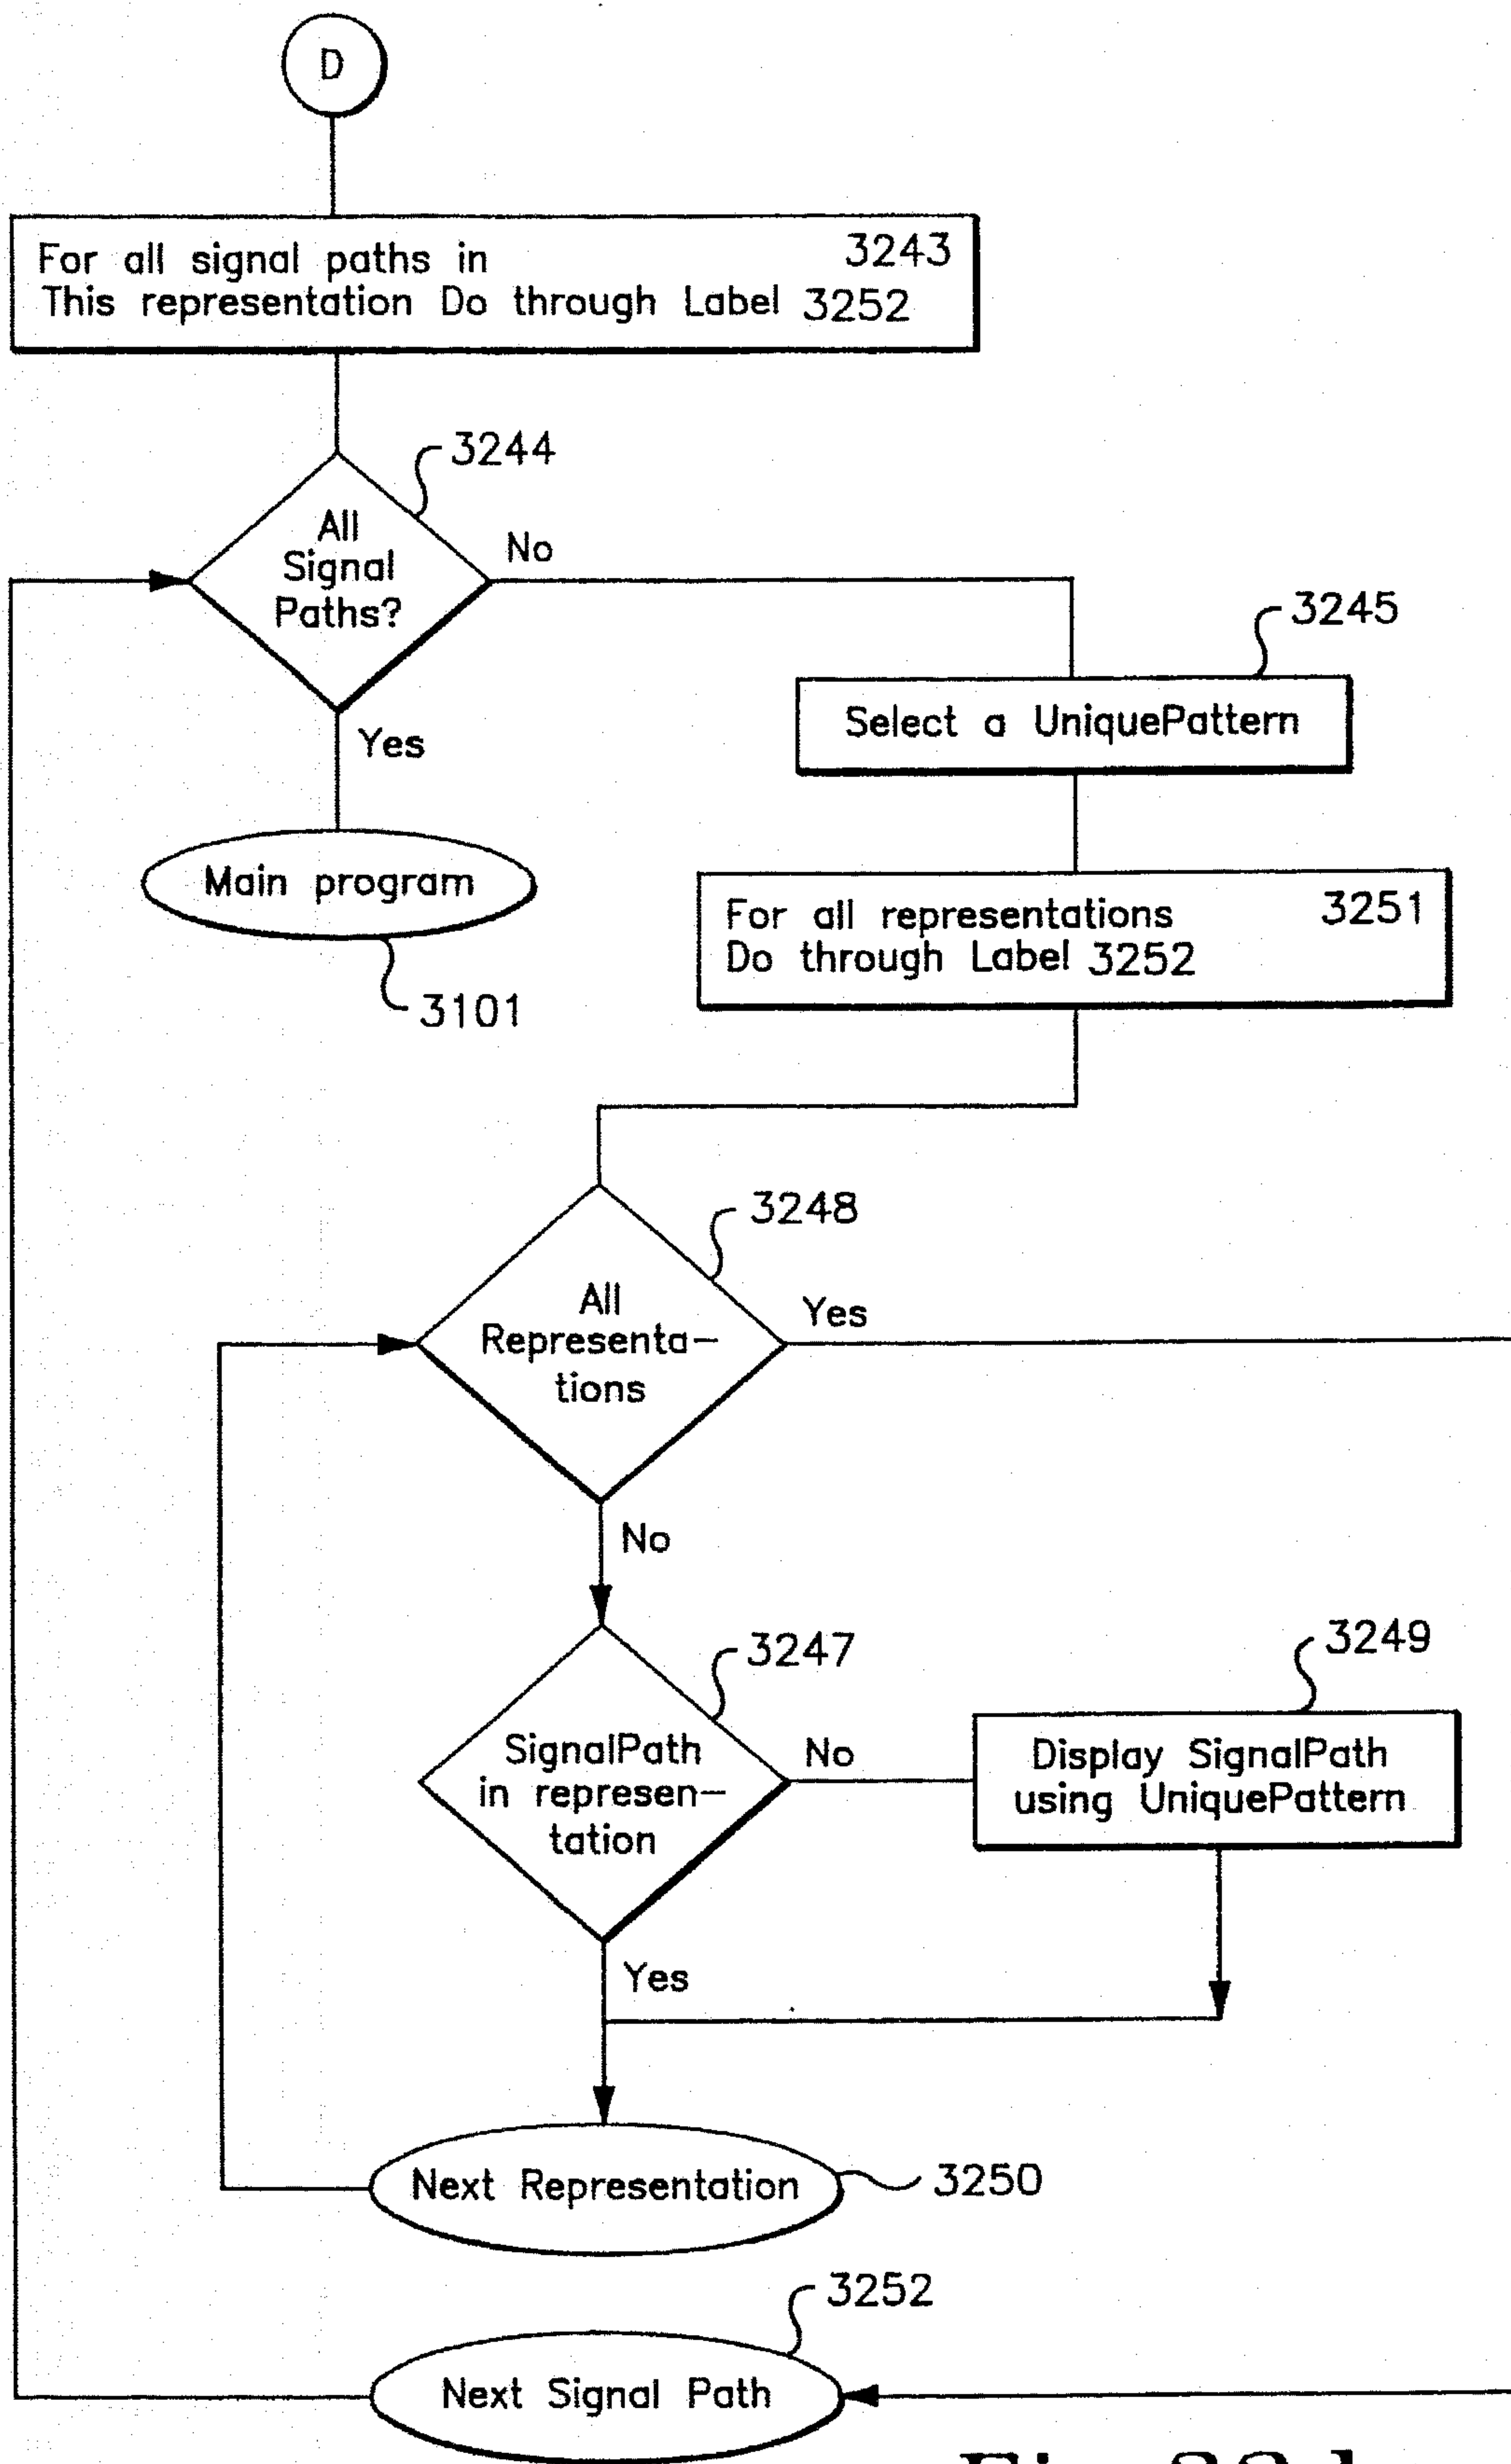 D
For all signal paths in 3243
This representation Do through Label 3252
3244
All
Signal
Paths?
No
Yes
3245
Select a UniquePattern
Main program
3101
For all representations 3251
Do through Label 3252
3248
All
Representa-
tions
Yes
No
3247
SignalPath
in represen-
tation
No
Yes
3249
Display SignalPath
using UniquePattern
Next Representation
3250
3252
Next Signal Path